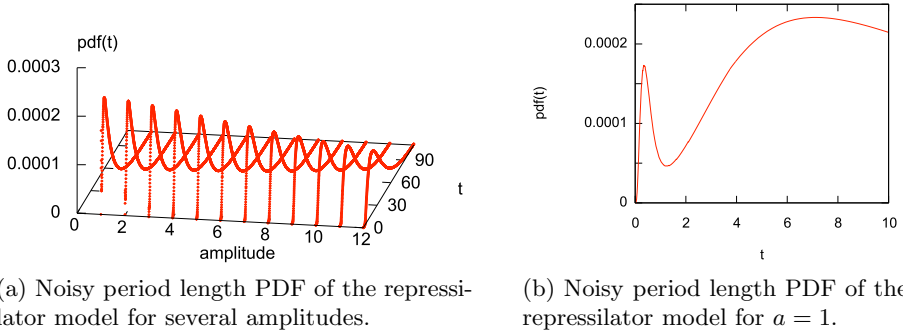 pdf(t)
0.0003
0.0002
0.0001
0
0
2
4
6
8
10
12
amplitude
0
30
60
90
t
pdf(t)
0.0002
0.0001
0
0
2
4
6
8
10
t
(a) Noisy period length PDF of the repressi-
lator model for several amplitudes.
(b) Noisy period length PDF of the
repressilator model for a = 1.